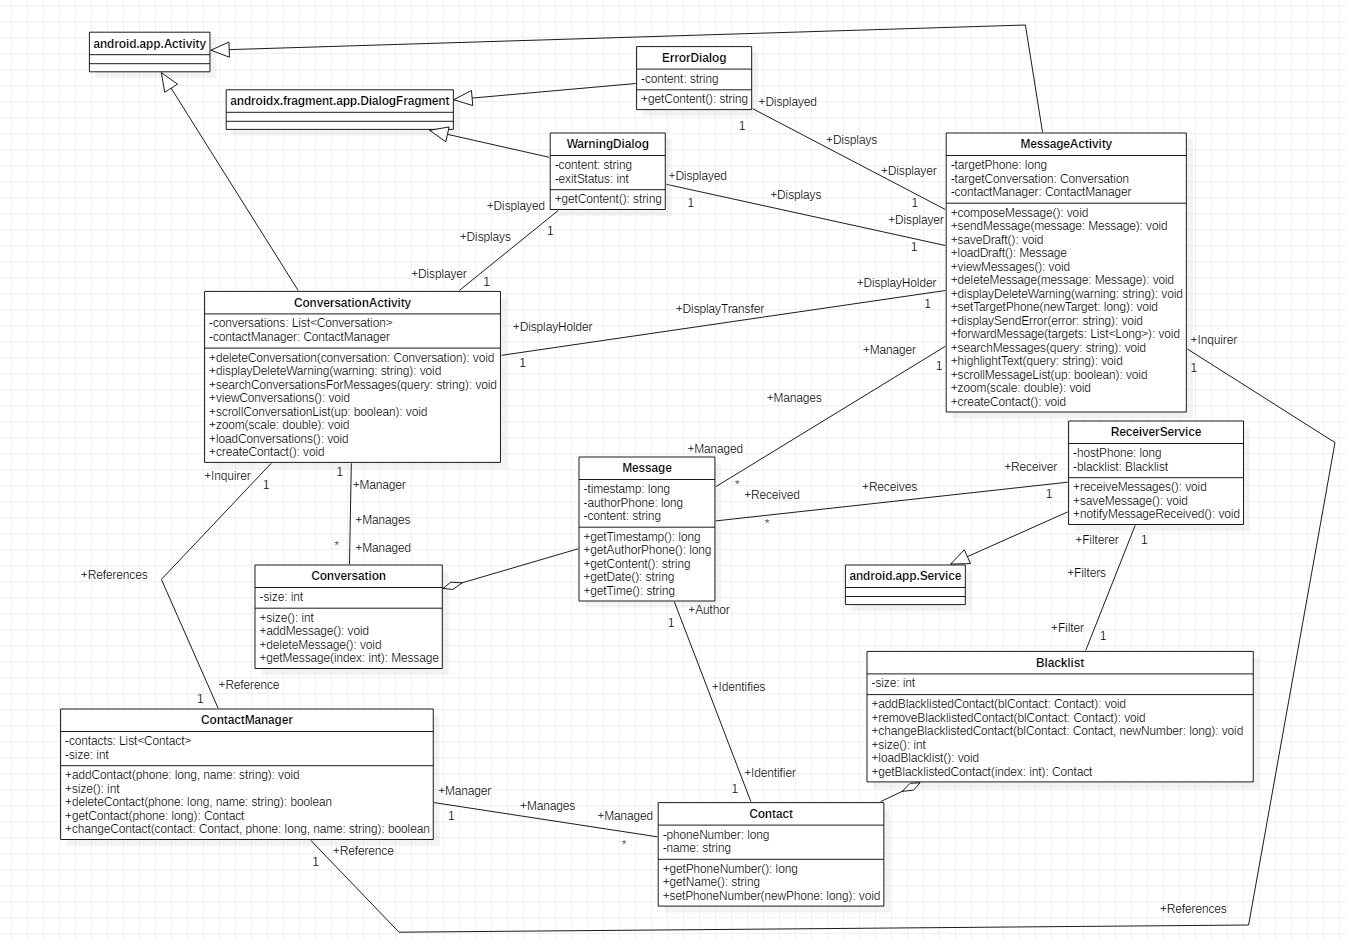 android.app.Activity
ErrorDialog
-content: string
+getContent(): string
androidx.fragment.app.DialogFragment
+Displayed
1
+Displays
+Displayer
1
WarningDialog
-content: string
-exitStatus: int
+getContent(): string
+Displayed
1
+Displays
+Displayer
1
+Displayed
1
+Displays
+Displayer
1
MessageActivity
-targetPhone: long
-targetConversation: Conversation
-contactManager: ContactManager
+composeMessage(): void
+sendMessage(message: Message): void
+saveDraft(): void
+loadDraft(): Message
+viewMessages(): void
+deleteMessage(message: Message): void
+displayDeleteWarning(warning: string): void
+setTargetPhone(newTarget: long): void
+displaySendError(error: string): void
+forwardMessage(targets: List<Long>): void
+searchMessages(query: string): void
+highlightText(query: string): void
+scrollMessageList(up: boolean): void
+zoom(scale: double): void
+createContact(): void
ConversationActivity
-conversations: List<Conversation>
-contactManager: ContactManager
+deleteConversation(conversation: Conversation): void
+displayDeleteWarning(warning: string): void
+searchConversationsForMessages(query: string): void
+viewConversations(): void
+scrollConversationList(up: boolean): void
+zoom(scale: double): void
+loadConversations(): void
+createContact(): void
+DisplayHolder
1
+DisplayTransfer
+DisplayHolder
1
+Manager
1
+Manages
+Managed
*
+Inquirer
1
ReceiverService
-hostPhone: long
-blacklist: Blacklist
+receiveMessages(): void
+saveMessage(): void
+notifyMessageReceived(): void
Message
-timestamp: long
-authorPhone: long
-content: string
+getTimestamp(): long
+getAuthorPhone(): long
+getContent(): string
+getDate(): string
+getTime(): string
+Received
*
+Receives
+Receiver
1
+Inquirer
1
+References
+Reference
1
1
+Manager
+Manages
*
+Managed
Conversation
-size: int
+size(): int
+addMessage(): void
+deleteMessage(): void
+getMessage(index: int): Message
android.app.Service
+Filterer
1
+Filters
+Filter
1
+Author
1
+Identifies
+Identifier
1
Blacklist
-size: int
+addBlacklistedContact(blContact: Contact): void
+removeBlacklistedContact(blContact: Contact): void
+changeBlacklistedContact(blContact: Contact, newNumber: long): void
+size(): int
+loadBlacklist(): void
+getBlacklistedContact(index: int): Contact
ContactManager
-contacts: List<Contact>
-size: int
+addContact(phone: long, name: string): void
+size(): int
+deleteContact(phone: long, name: string): boolean
+getContact(phone: long): Contact
+changeContact(contact: Contact, phone: long, name: string): boolean
+Manager
1
+Manages
+Managed
*
Contact
-phoneNumber: long
-name: string
+getPhoneNumber(): long
+getName(): string
+setPhoneNumber(newPhone: long): void
+Reference
1
+References